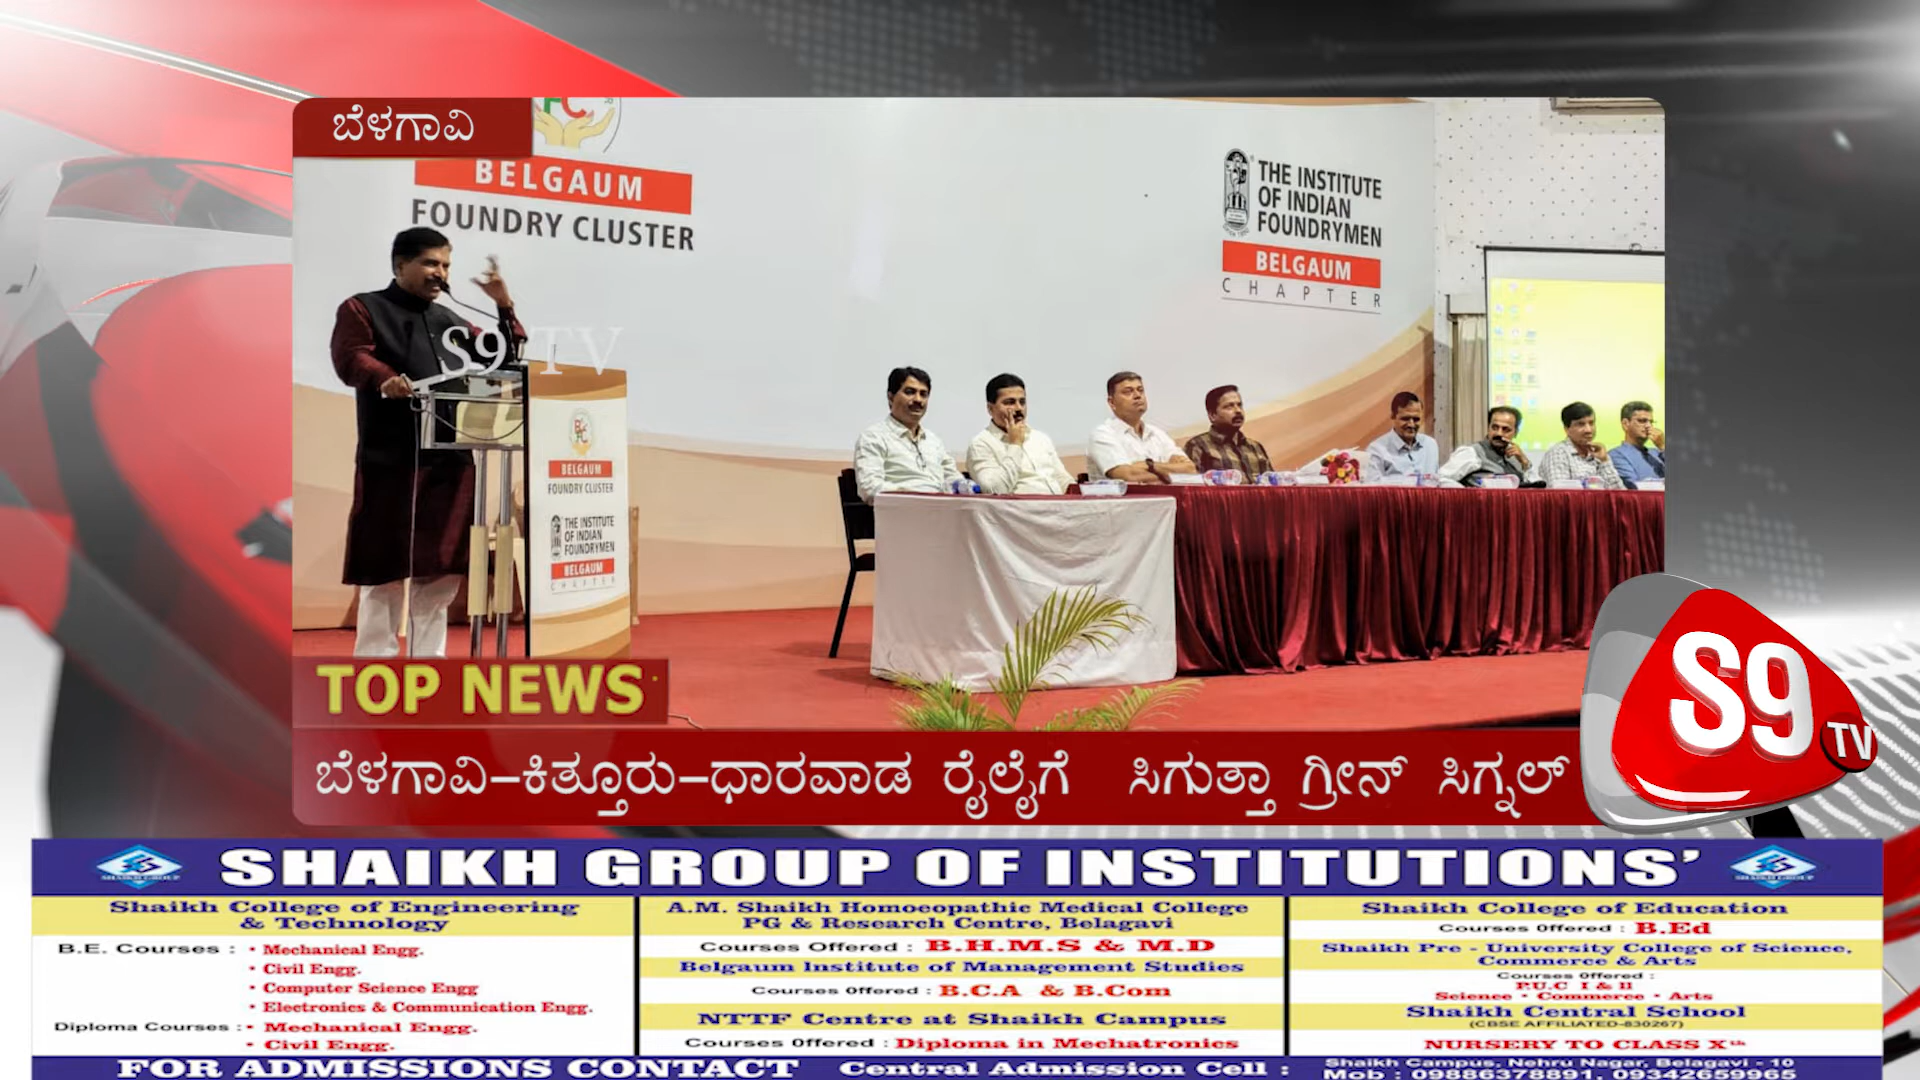 ಬೆಳಗಾವಿ
FC
BELGAUM
FOUNDRY CLUSTER
THE INSTITUTE
OF INDIAN
FOUNDRYMEN
BELGAUM
CHAPTER
S9 TV
BELGAUM
FOUNDRY CLUSTER
THE INSTITUTE
OF INDIAN
FOUNDRYMEN
BELGAUM
CHAPTER
TOP NEWS
ಬೆಳಗಾವಿ–ಕಿತ್ತೂರು–ಧಾರವಾಡ ರೈಲೈಗೆ ಸಿಗುತ್ತಾ ಗ್ರೀನ್ ಸಿಗ್ನಲ್
S9
TV
SHAIKH GROUP OF INSTITUTIONS’
SHAIKH GROUP
SHAIKH GROUP
Shaikh College of Engineering
& Technology
B.E. Courses : • Mechanical Engg.
• Civil Engg.
• Computer Science Engg
• Electronics & Communication Engg.
Diploma Courses : • Mechanical Engg.
• Civil Engg.
A.M. Shaikh Homoeopathic Medical College
PG & Research Centre, Belagavi
Courses Offered : B.H.M.S & M.D
Belgaum Institute of Management Studies
Courses Offered : B.C.A & B.Com
NTTF Centre at Shaikh Campus
Courses Offered : Diploma in Mechatronics
Shaikh College of Education
Courses Offered : B.Ed
Shaikh Pre - University College of Science,
Commerce & Arts
Courses Offered :
P.U.C I & II
Science • Commerce • Arts
Shaikh Central School
(CBSE AFFILIATED-830267)
NURSERY TO CLASS Xth
FOR ADMISSIONS CONTACT Central Admission Cell :
Shaikh Campus, Nehru Nagar, Belagavi - 10
Mob : 09886378891, 09342659965